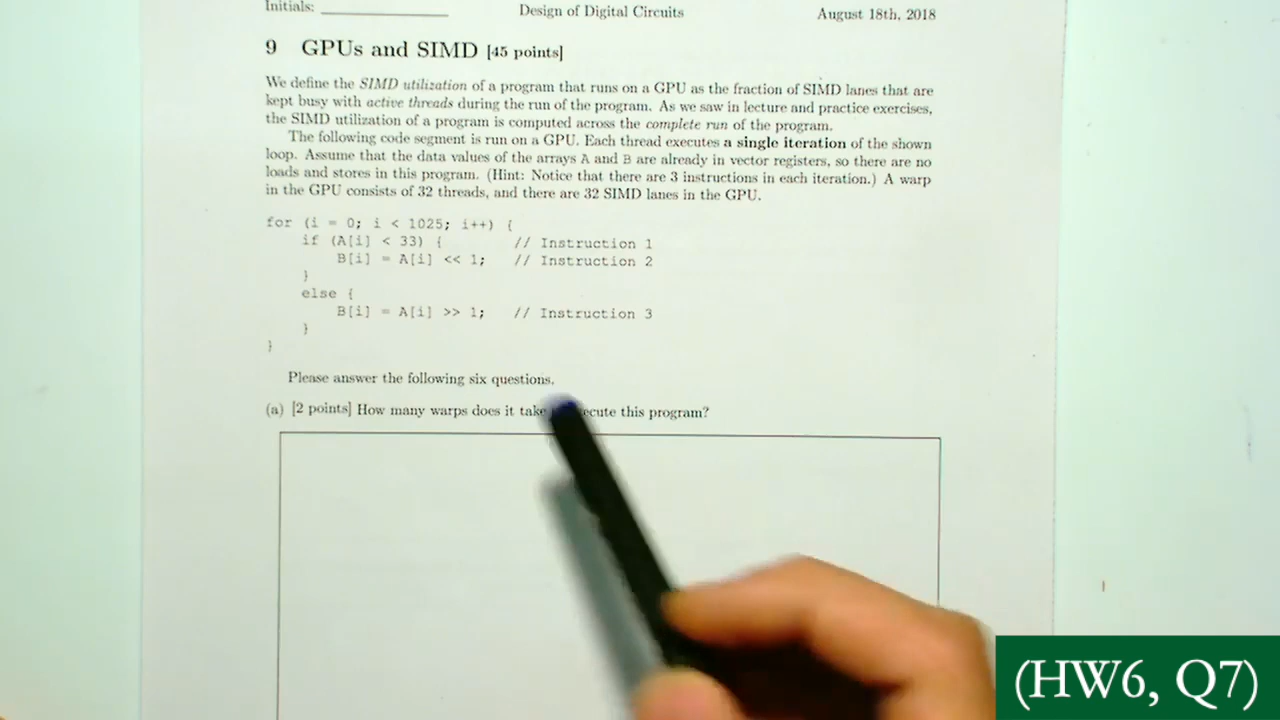 Initials:
Design of Digital Circuits
August 18th, 2018
9 GPUs and SIMD [45 points]
We define the SIMD utilization of a program that runs on a GPU as the fraction of SIMD lanes that are
kept busy with active threads during the run of the program. As we saw in lecture and practice exercises,
the SIMD utilization of a program is computed across the complete run of the program.
The following code segment is run on a GPU. Each thread executes a single iteration of the shown
loop. Assume that the data values of the arrays A and B are already in vector registers, so there are no
loads and stores in this program. (Hint: Notice that there are 3 instructions in each iteration.) A warp
in the GPU consists of 32 threads, and there are 32 SIMD lanes in the GPU.
for (i = 0; i < 1025; i++) {
if (A[i] < 33) { // Instruction 1
B[i] = A[i] << 1; // Instruction 2
}
else {
B[i] = A[i] >> 1; // Instruction 3
}
}
Please answer the following six questions.
(a) [2 points] How many warps does it take this program?
(HW6, Q7)